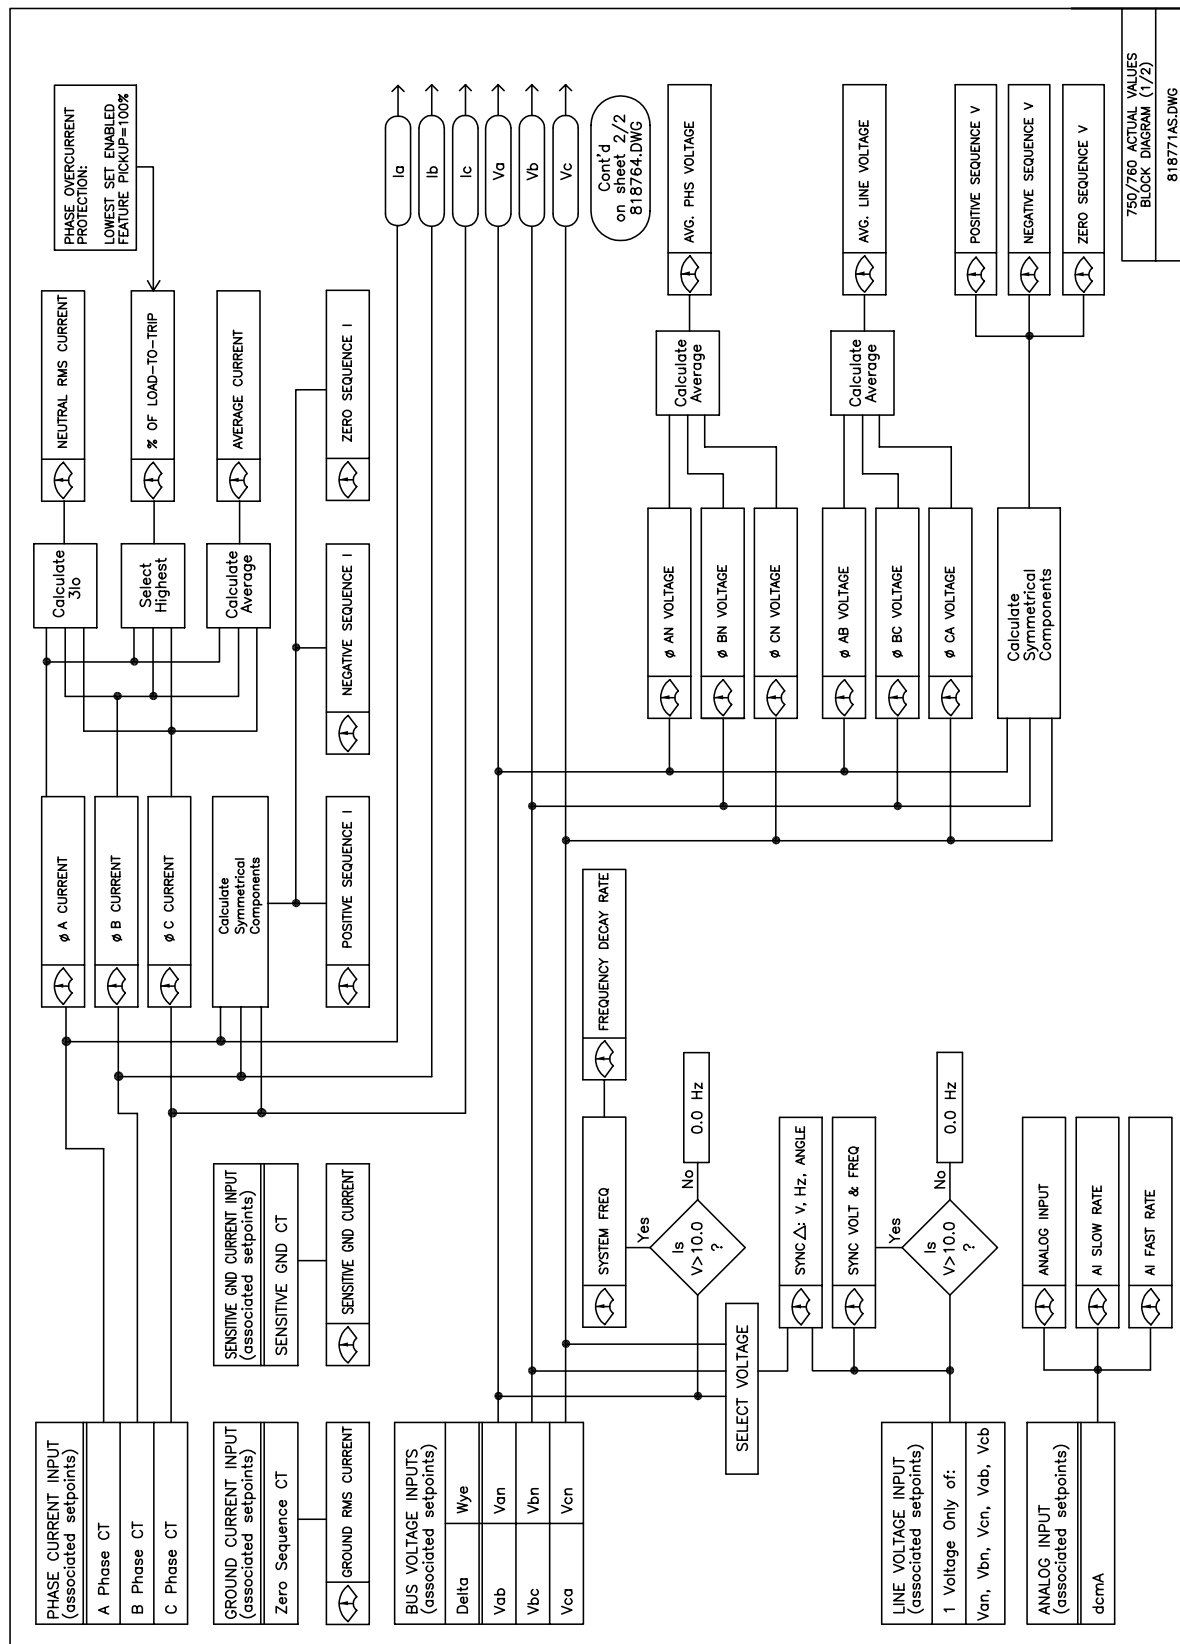 PHASE CURRENT INPUT
(associated setpoints)
A Phase CT
B Phase CT
C Phase CT
GROUND CURRENT INPUT
(associated setpoints)
Zero Sequence CT
GROUND RMS CURRENT
SENSITIVE GND CURRENT INPUT
(associated setpoints)
SENSITIVE GND CT
SENSITIVE GND CURRENT
ø A CURRENT
ø B CURRENT
ø C CURRENT
Calculate
Symmetrical
Components
POSITIVE SEQUENCE I
NEGATIVE SEQUENCE I
ZERO SEQUENCE I
Calculate
3Io
Select
Highest
Calculate
Average
NEUTRAL RMS CURRENT
% OF LOAD-TO-TRIP
AVERAGE CURRENT
PHASE OVERCURRENT
PROTECTION:
LOWEST SET ENABLED
FEATURE PICKUP=100%
Ia
Ib
Ic
Va
Vb
Vc
Cont'd
on sheet 2/2
818764.DWG
BUS VOLTAGE INPUTS
(associated setpoints)
Delta
Wye
Vab
Van
Vbc
Vbn
Vca
Vcn
SELECT VOLTAGE
SYSTEM FREQ
FREQUENCY DECAY RATE
Yes
Is
V>10.0
?
No
0.0 Hz
SYNC Δ: V, Hz, ANGLE
SYNC VOLT & FREQ
Yes
Is
V>10.0
?
No
0.0 Hz
LINE VOLTAGE INPUT
(associated setpoints)
1 Voltage Only of:
Van, Vbn, Vcn, Vab, Vcb
ANALOG INPUT
(associated setpoints)
dcmA
ANALOG INPUT
AI SLOW RATE
AI FAST RATE
ø AN VOLTAGE
ø BN VOLTAGE
ø CN VOLTAGE
ø AB VOLTAGE
ø BC VOLTAGE
ø CA VOLTAGE
Calculate
Symmetrical
Components
Calculate
Average
Calculate
Average
AVG. PHS VOLTAGE
AVG. LINE VOLTAGE
POSITIVE SEQUENCE V
NEGATIVE SEQUENCE V
ZERO SEQUENCE V
750/760 ACTUAL VALUES
BLOCK DIAGRAM (1/2)
818771AS.DWG